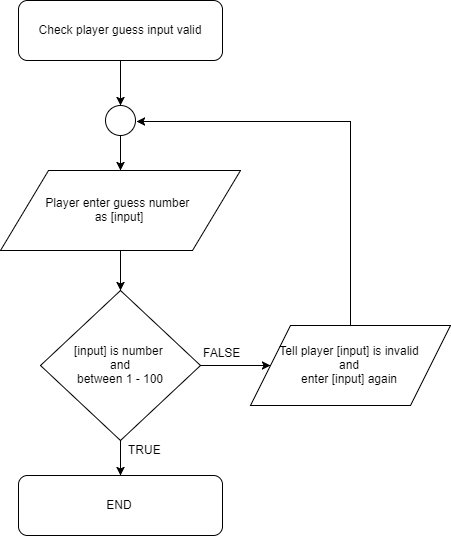 Check player guess input valid
Player enter guess number
as [input]
[input] is number
and
between 1 - 100
FALSE
Tell player [input] is invalid
and
enter [input] again
TRUE
END